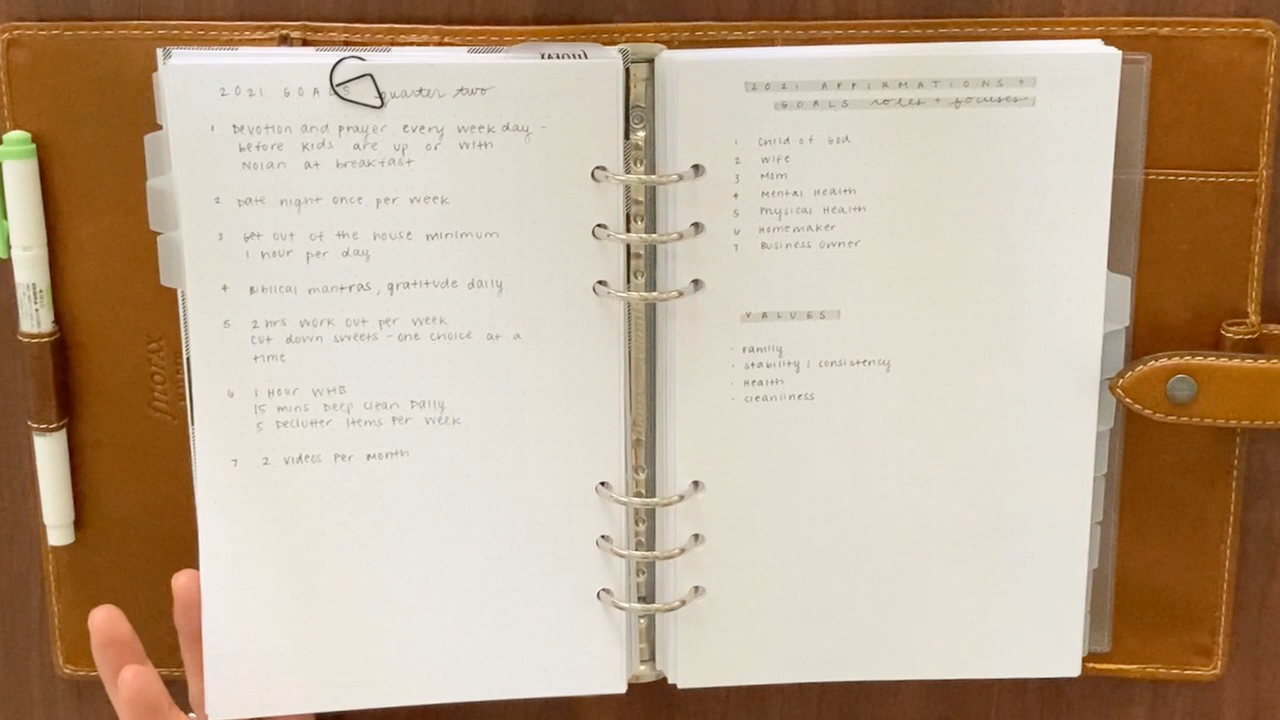 2021 GOALS quarter two
1 Devotion and prayer every week day -
before kids are up or with
Nolan at breakfast
2 Date night once per week
3 Get out of the house minimum
1 hour per day
4 Biblical mantras, gratitude daily
5 2 hrs work out per week
cut down sweets - one choice at a
time
6 1 Hour WHB
15 mins Deep clean Daily
5 Declutter Items Per Week
7 2 videos per month
2021 AFFIRMATIONS +
GOALS roles + focuses
1 Child of God
2 Wife
3 Mom
4 Mental Health
5 Physical Health
6 Homemaker
7 Business Owner
VALUES
· Family
· Stability / consistency
· Health
· Cleanliness
filofax
filofax